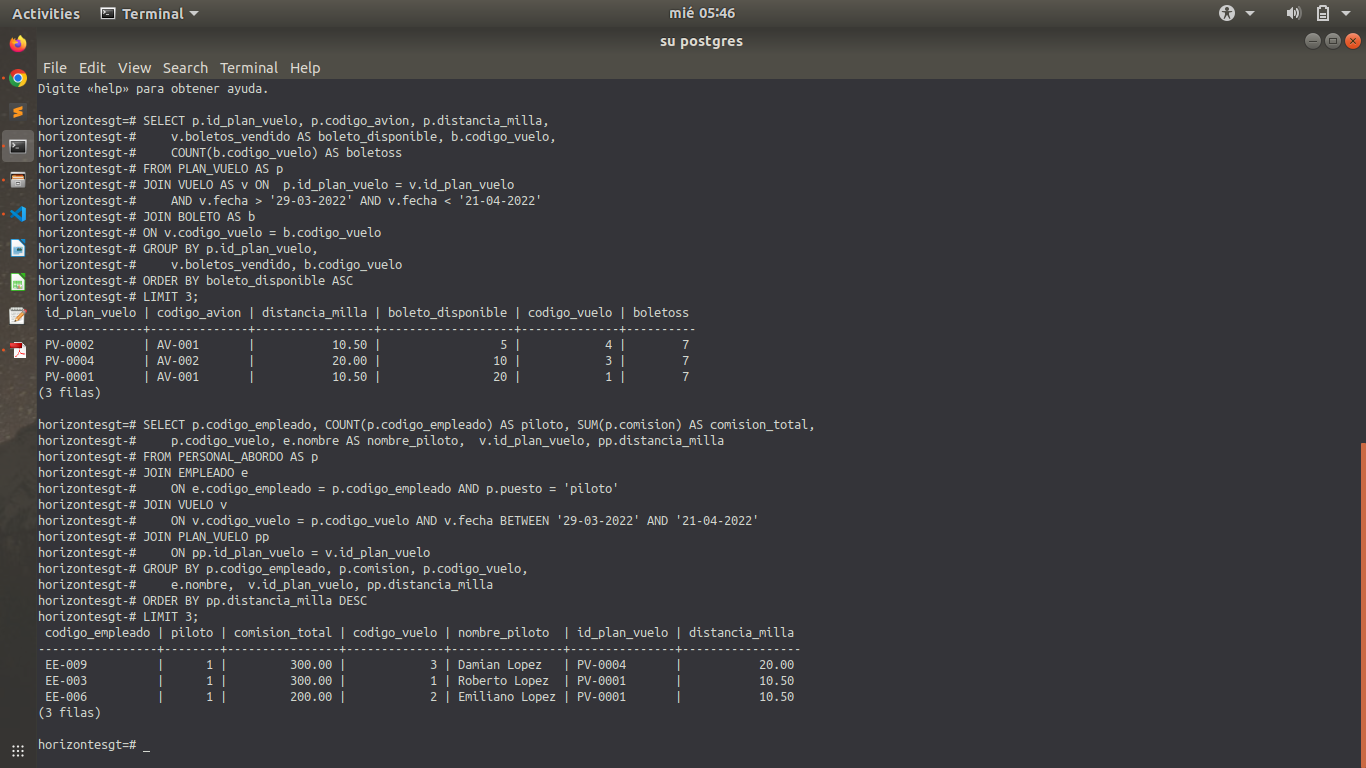 Activities Terminal mié 05:46
su postgres
File Edit View Search Terminal Help
Digite «help» para obtener ayuda.
horizontesgt=# SELECT p.id_plan_vuelo, p.codigo_avion, p.distancia_milla,
horizontesgt-#     v.boletos_vendido AS boleto_disponible, b.codigo_vuelo,
horizontesgt-#     COUNT(b.codigo_vuelo) AS boletoss
horizontesgt-# FROM PLAN_VUELO AS p
horizontesgt-# JOIN VUELO AS v ON  p.id_plan_vuelo = v.id_plan_vuelo
horizontesgt-#     AND v.fecha > '29-03-2022' AND v.fecha < '21-04-2022'
horizontesgt-# JOIN BOLETO AS b
horizontesgt-# ON v.codigo_vuelo = b.codigo_vuelo
horizontesgt-# GROUP BY p.id_plan_vuelo,
horizontesgt-#     v.boletos_vendido, b.codigo_vuelo
horizontesgt-# ORDER BY boleto_disponible ASC
horizontesgt-# LIMIT 3;
 id_plan_vuelo | codigo_avion | distancia_milla | boleto_disponible | codigo_vuelo | boletoss
---------------+--------------+-----------------+-------------------+--------------+----------
 PV-0002       | AV-001       |           10.50 |                 5 |            4 |        7
 PV-0004       | AV-002       |           20.00 |                10 |            3 |        7
 PV-0001       | AV-001       |           10.50 |                20 |            1 |        7
(3 filas)
horizontesgt=# SELECT p.codigo_empleado, COUNT(p.codigo_empleado) AS piloto, SUM(p.comision) AS comision_total,
horizontesgt-#     p.codigo_vuelo, e.nombre AS nombre_piloto,  v.id_plan_vuelo, pp.distancia_milla
horizontesgt-# FROM PERSONAL_ABORDO AS p
horizontesgt-# JOIN EMPLEADO e
horizontesgt-#     ON e.codigo_empleado = p.codigo_empleado AND p.puesto = 'piloto'
horizontesgt-# JOIN VUELO v
horizontesgt-#     ON v.codigo_vuelo = p.codigo_vuelo AND v.fecha BETWEEN '29-03-2022' AND '21-04-2022'
horizontesgt-# JOIN PLAN_VUELO pp
horizontesgt-#     ON pp.id_plan_vuelo = v.id_plan_vuelo
horizontesgt-# GROUP BY p.codigo_empleado, p.comision, p.codigo_vuelo,
horizontesgt-#     e.nombre,  v.id_plan_vuelo, pp.distancia_milla
horizontesgt-# ORDER BY pp.distancia_milla DESC
horizontesgt-# LIMIT 3;
 codigo_empleado | piloto | comision_total | codigo_vuelo | nombre_piloto  | id_plan_vuelo | distancia_milla
-----------------+--------+----------------+--------------+----------------+---------------+-----------------
 EE-009          |      1 |         300.00 |            3 | Damian Lopez   | PV-0004       |           20.00
 EE-003          |      1 |         300.00 |            1 | Roberto Lopez  | PV-0001       |           10.50
 EE-006          |      1 |         200.00 |            2 | Emiliano Lopez | PV-0001       |           10.50
(3 filas)
horizontesgt=# _